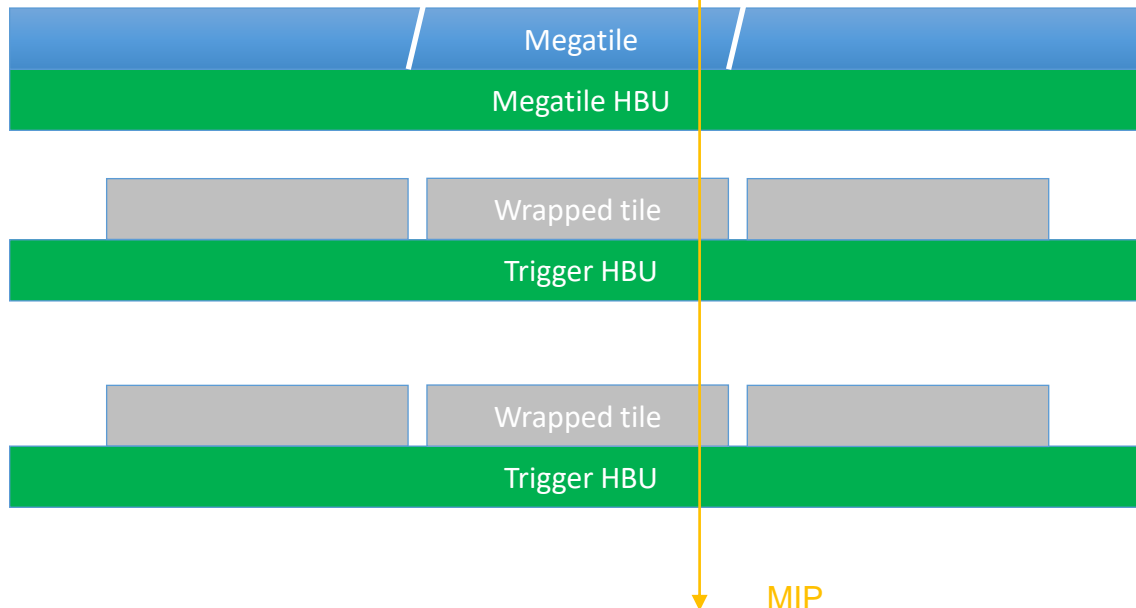 Megatile
Megatile HBU
Wrapped tile
Trigger HBU
Wrapped tile
Trigger HBU
MIP